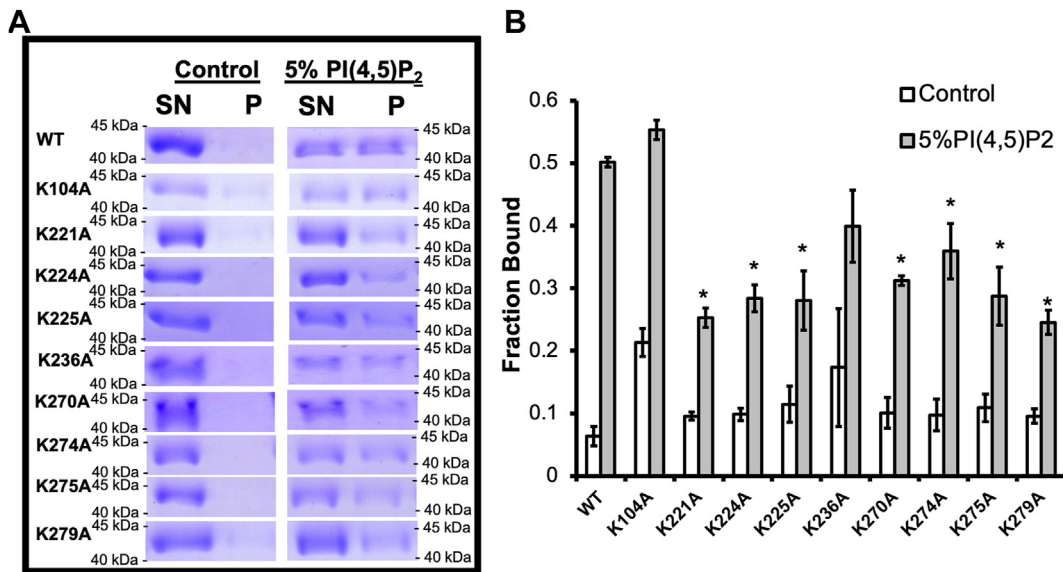 A
Control 5% PI(4,5)P2
SN P SN P
WT 45 kDa 40 kDa 45 kDa 40 kDa
K104A 45 kDa 40 kDa 45 kDa 40 kDa
K221A 45 kDa 40 kDa 45 kDa 40 kDa
K224A 45 kDa 40 kDa 45 kDa 40 kDa
K225A 45 kDa 40 kDa 45 kDa 40 kDa
K236A 45 kDa 40 kDa 45 kDa 40 kDa
K270A 45 kDa 40 kDa 45 kDa 40 kDa
K274A 45 kDa 40 kDa 45 kDa 40 kDa
K275A 45 kDa 40 kDa 45 kDa 40 kDa
K279A 45 kDa 40 kDa 45 kDa 40 kDa
B
Control
5%PI(4,5)P2
Fraction Bound
0.6
0.5
0.4
0.3
0.2
0.1
0
* * * * * * *
WT K104A K221A K224A K225A K236A K270A K274A K275A K279A